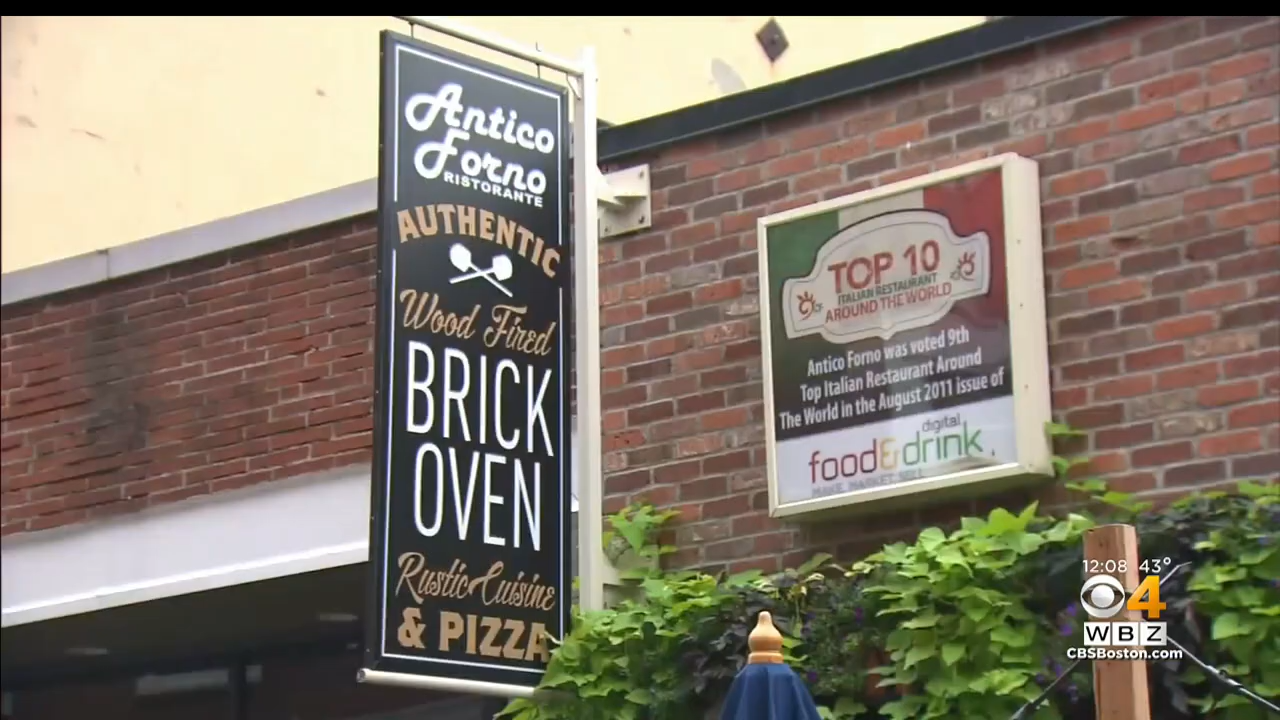 Antico
Forno
RISTORANTE
AUTHENTIC
Wood Fired
BRICK
OVEN
Rustic Cuisine
& PIZZA
TOP 10
ITALIAN RESTAURANT
AROUND THE WORLD
Antico Forno was voted 9th
Top Italian Restaurant Around
The World in the August 2011 issue of
digital
food&drink
MAKE. MARKET.
12:08 43°
4
WBZ
CBSBoston.com